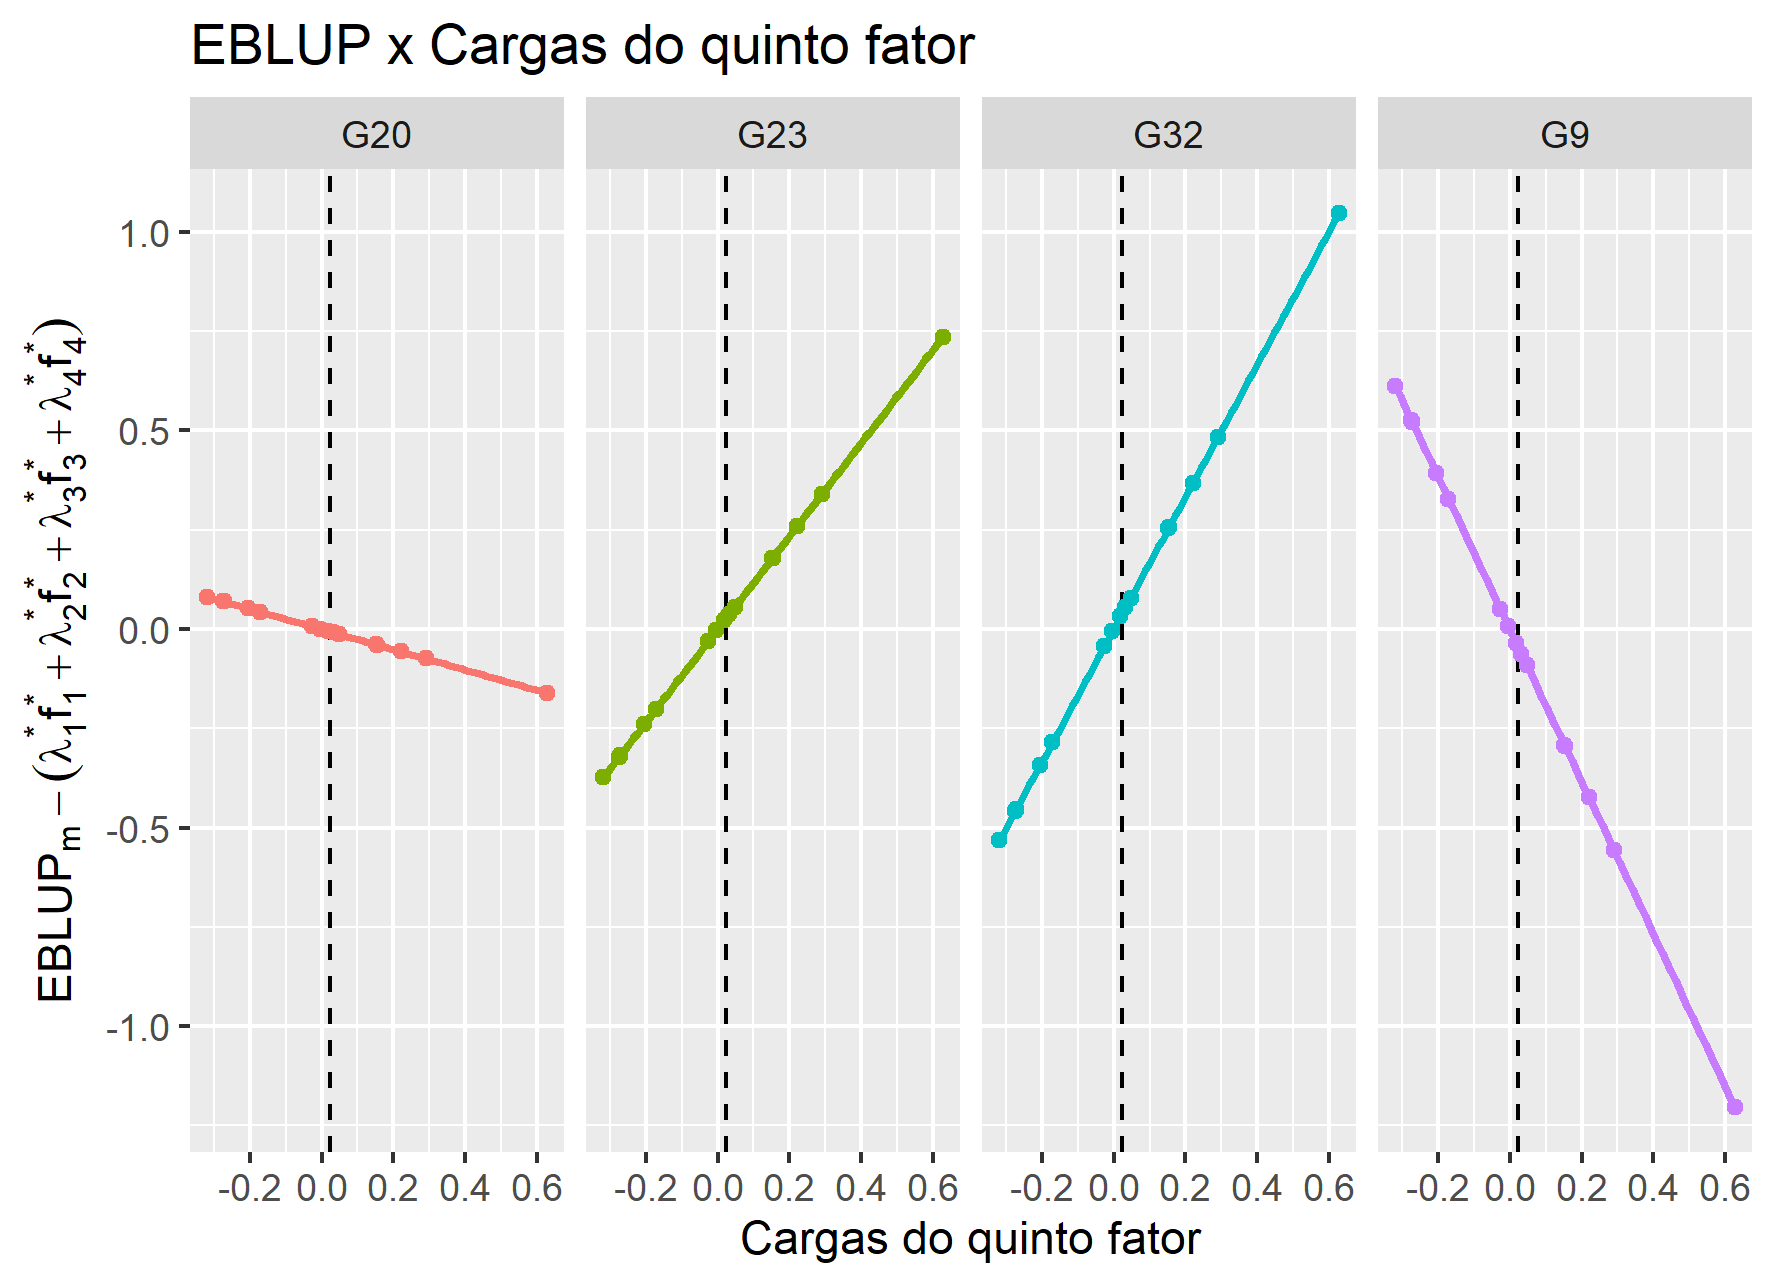 EBLUP x Cargas do quinto fator
G20 G23 G32 G9
EBLUPₘ − (λ₁*f₁* + λ₂*f₂* + λ₃*f₃* + λ₄*f₄*)
1.0
0.5
0.0
-0.5
-1.0
-0.2 0.0 0.2 0.4 0.6 -0.2 0.0 0.2 0.4 0.6 -0.2 0.0 0.2 0.4 0.6 -0.2 0.0 0.2 0.4 0.6
Cargas do quinto fator